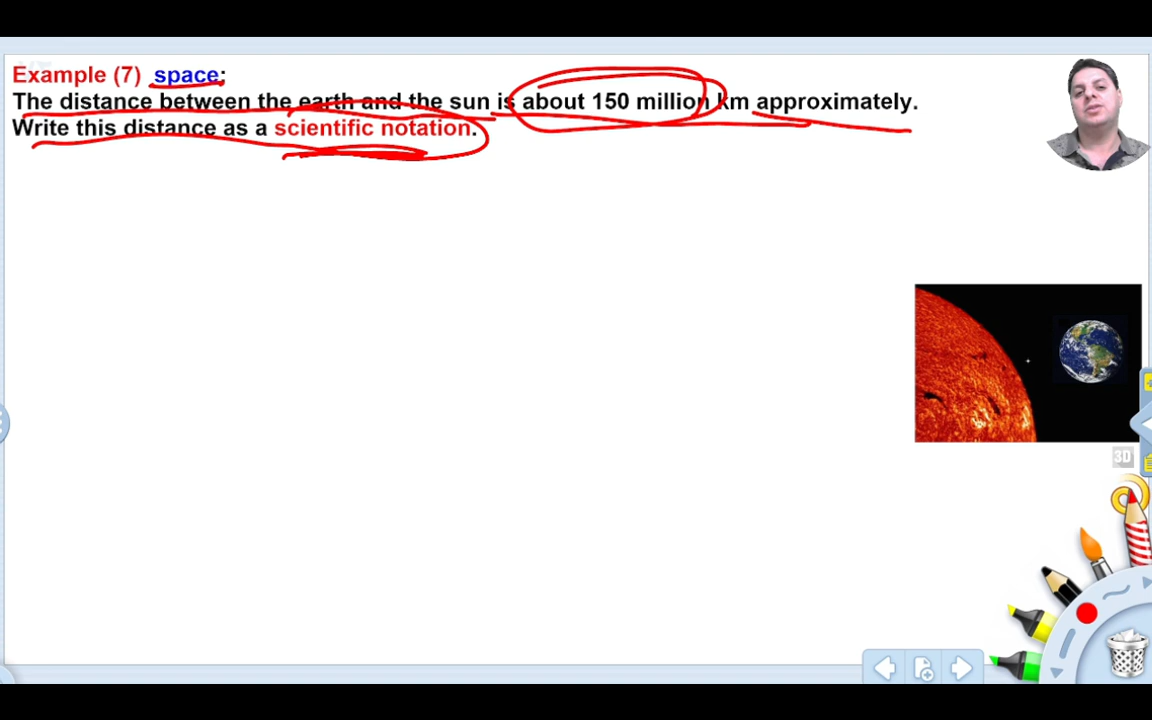 Example (7) space:
The distance between the earth and the sun is about 150 million km approximately.
Write this distance as a scientific notation.
3D